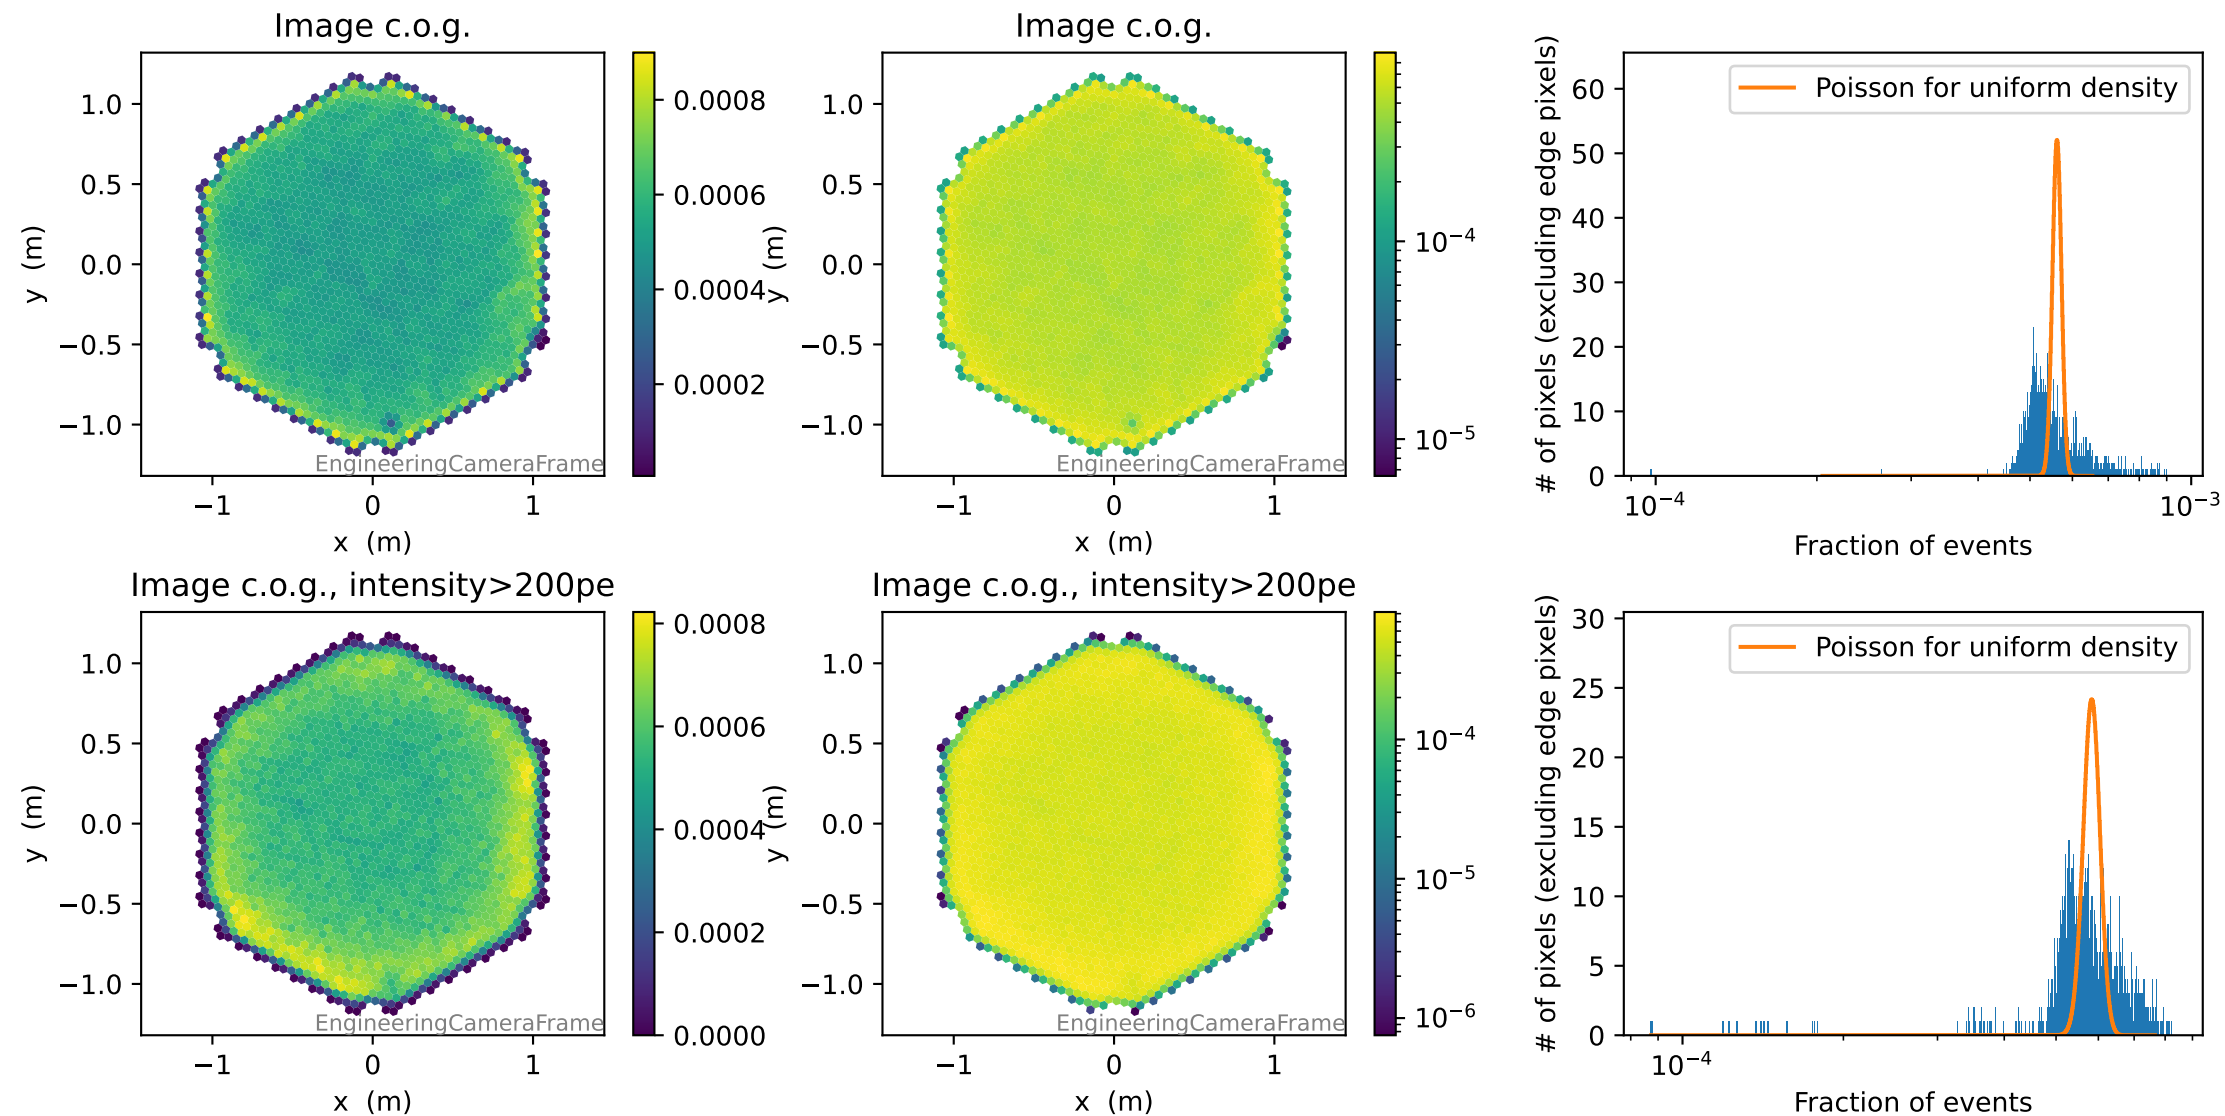 Image c.o.g.
y (m)
1.0
0.5
0.0
−0.5
−1.0
EngineeringCameraFrame
−1 0 1
x (m)
0.0008
0.0006
0.0004
0.0002
Image c.o.g.
y (m)
1.0
0.5
0.0
−0.5
−1.0
EngineeringCameraFrame
−1 0 1
x (m)
10⁻⁴
10⁻⁵
# of pixels (excluding edge pixels)
60
50
40
30
20
10
0
Poisson for uniform density
10⁻⁴ 10⁻³
Fraction of events
Image c.o.g., intensity>200pe
y (m)
1.0
0.5
0.0
−0.5
−1.0
EngineeringCameraFrame
−1 0 1
x (m)
0.0008
0.0006
0.0004
0.0002
0.0000
Image c.o.g., intensity>200pe
y (m)
1.0
0.5
0.0
−0.5
−1.0
EngineeringCameraFrame
−1 0 1
x (m)
10⁻⁴
10⁻⁵
10⁻⁶
# of pixels (excluding edge pixels)
30
25
20
15
10
5
0
Poisson for uniform density
10⁻⁴
Fraction of events